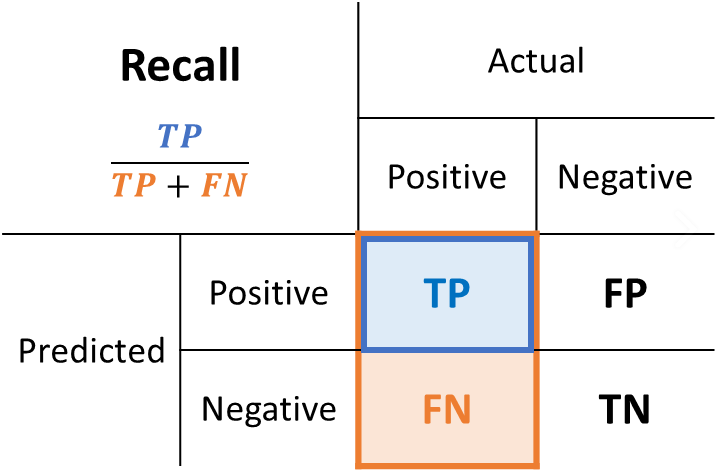 Recall
TP
TP + FN
Actual
Positive
Negative
Predicted
Positive
TP
FP
Negative
FN
TN